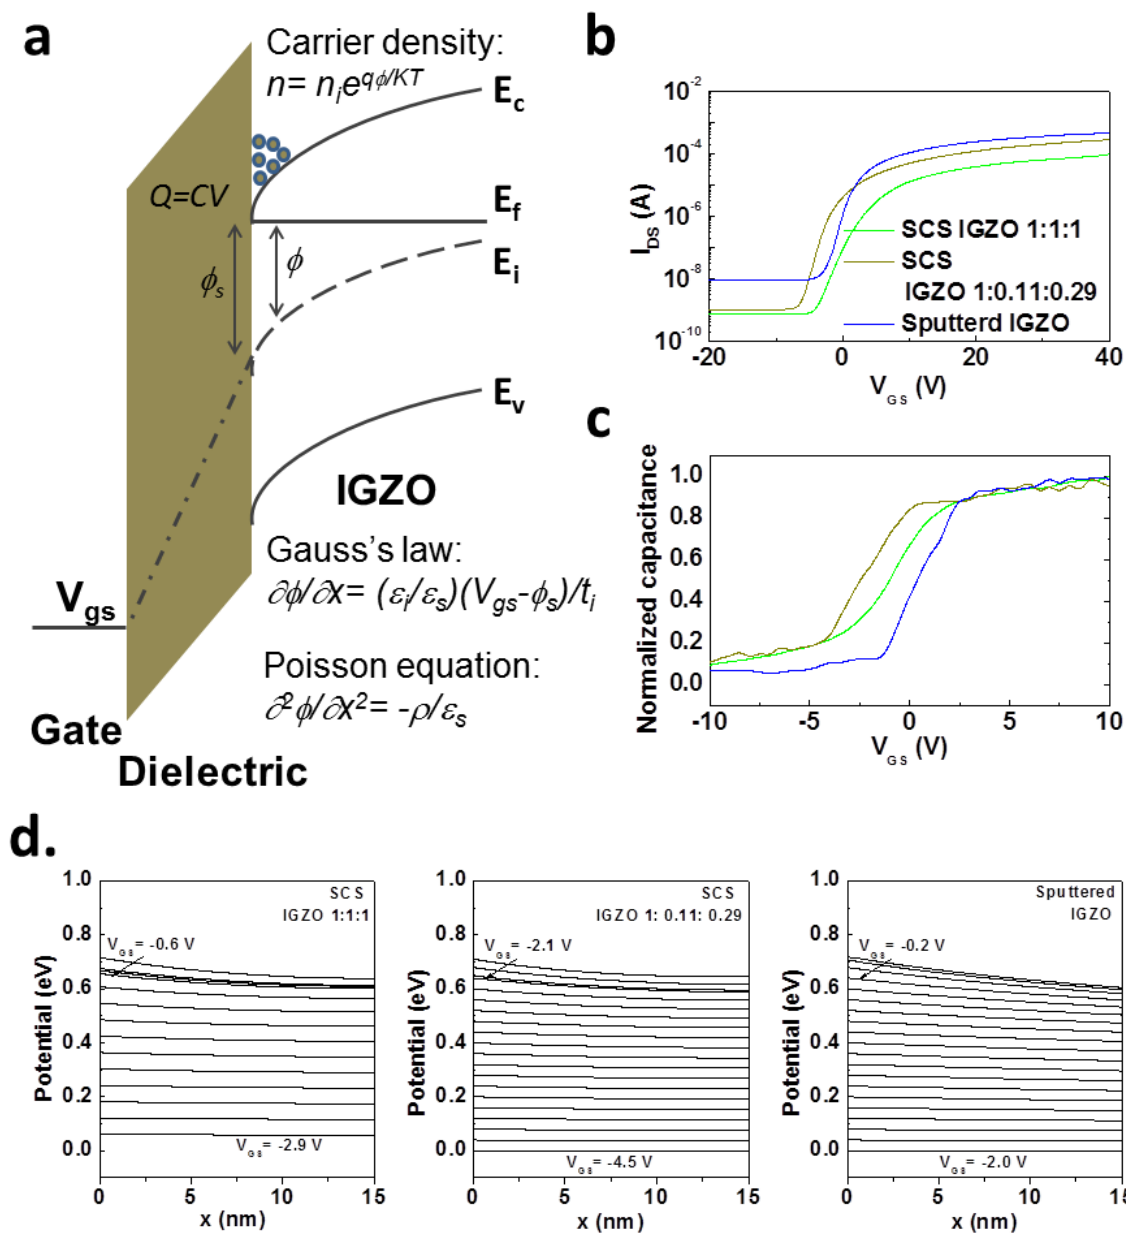 a
Carrier density:
n= nᵢe^qϕ/KT
E_c
Q=CV
E_f
ϕ_s
ϕ
E_i
E_v
IGZO
Gauss's law:
∂ϕ/∂x= (ε_i/ε_s)(V_gs-ϕ_s)/t_i
V_gs
Poisson equation:
∂²ϕ/∂x²= -ρ/ε_s
Gate
Dielectric
b
10⁻²
10⁻⁴
10⁻⁶
10⁻⁸
10⁻¹⁰
I_DS (A)
SCS IGZO 1:1:1
SCS
IGZO 1:0.11:0.29
Sputterd IGZO
-20 0 20 40
V_GS (V)
c
1.0
0.8
0.6
0.4
0.2
0.0
Normalized capacitance
-10 -5 0 5 10
V_GS (V)
d.
1.0
0.8
0.6
0.4
0.2
0.0
Potential (eV)
SCS
IGZO 1:1:1
V_GS= -0.6 V
V_GS= -2.9 V
0 5 10 15
x (nm)
1.0
0.8
0.6
0.4
0.2
0.0
Potential (eV)
SCS
IGZO 1: 0.11: 0.29
V_GS= -2.1 V
V_GS= -4.5 V
0 5 10 15
x (nm)
1.0
0.8
0.6
0.4
0.2
0.0
Potential (eV)
Sputtered
IGZO
V_GS= -0.2 V
V_GS= -2.0 V
0 5 10 15
x (nm)